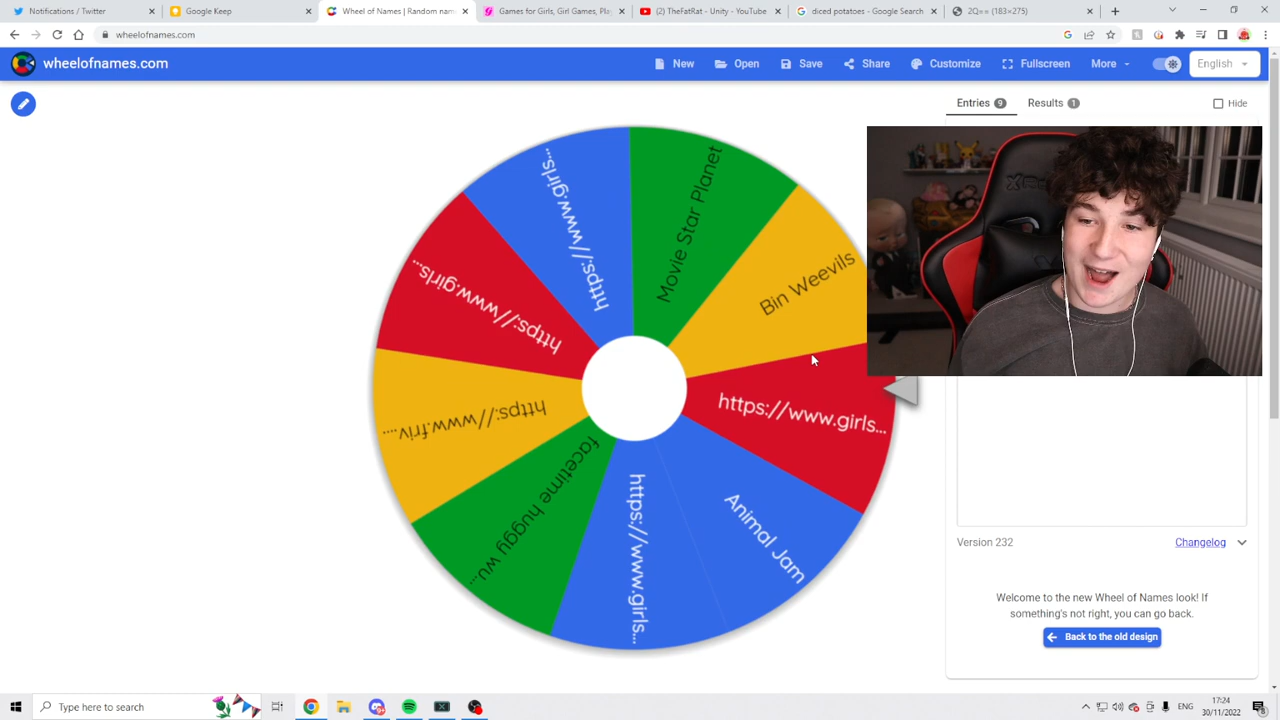 Notifications / Twitter
Google Keep
Wheel of Names | Random nam
Games for Girls, Girl Games, Pla
(2) TheFatRat - Unity - YouTube
diced potatoes - Google Search
2Q== (183×275)
wheelofnames.com
wheelofnames.com
New
Open
Save
Share
Customize
Fullscreen
More
English
Entries 9
Results 1
Hide
https://www.girls...
Movie Star Planet
Bin Weevils
https://www.girls...
Animal Jam
https://www.girls...
facetime huggy wu...
https://www.friv....
https://www.girls...
Version 232
Changelog
Welcome to the new Wheel of Names look! If
something's not right, you can go back.
Back to the old design
Type here to search
ENG
17:24
30/11/2022